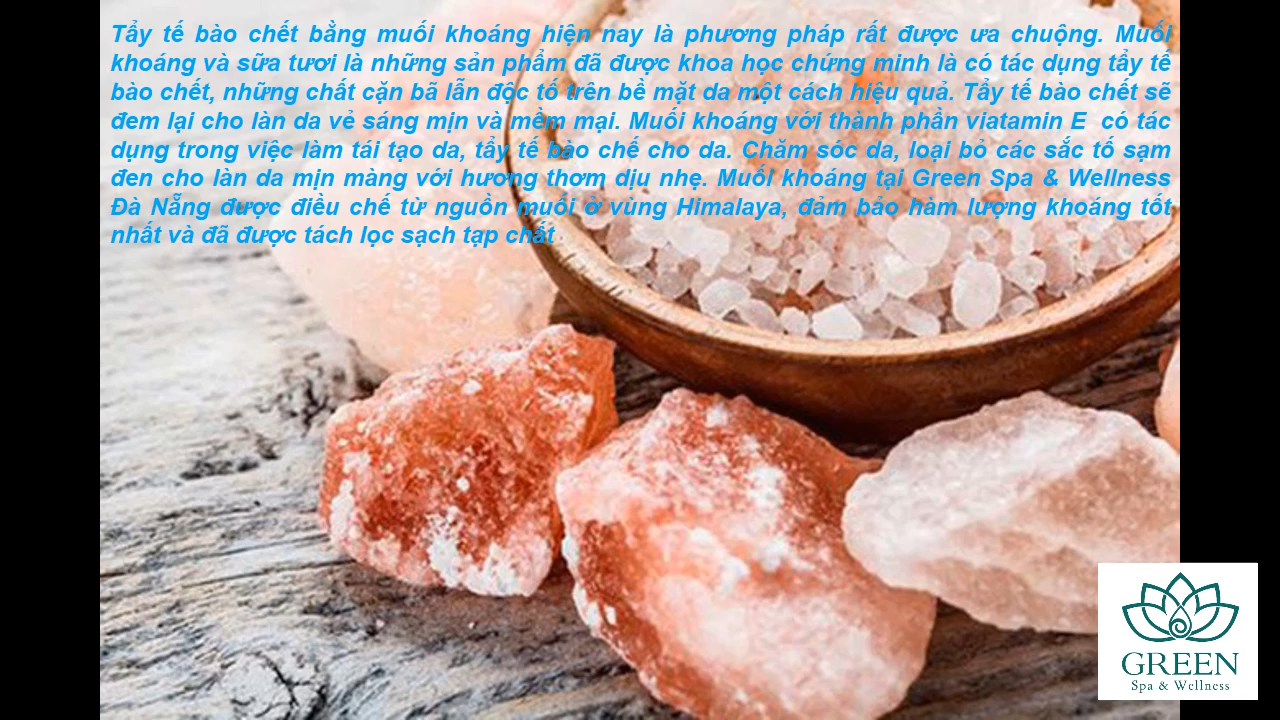 Tẩy tế bào chết bằng muối khoáng hiện nay là phương pháp rất được ưa chuộng. Muối
khoáng và sữa tươi là những sản phẩm đã được khoa học chứng minh là có tác dụng tẩy tế
bào chết, những chất cặn bã lẫn độc tố trên bề mặt da một cách hiệu quả. Tẩy tế bào chết sẽ
đem lại cho làn da vẻ sáng mịn và mềm mại. Muối khoáng với thành phần viatamin E có tác
dụng trong việc làm tái tạo da, tẩy tế bào chế cho da. Chăm sóc da, loại bỏ các sắc tố sạm
đen cho làn da mịn màng với hương thơm dịu nhẹ. Muối khoáng tại Green Spa & Wellness
Đà Nẵng được điều chế từ nguồn muối ở vùng Himalaya, đảm bảo hàm lượng khoáng tốt
nhất và đã được tách lọc sạch tạp chất
GREEN
Spa & Wellness